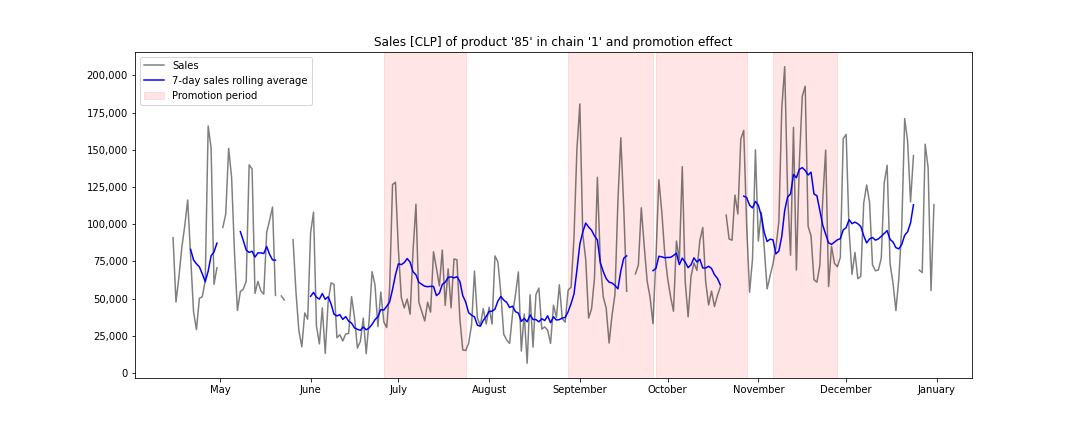 Sales [CLP] of product '85' in chain '1' and promotion effect
Sales
7-day sales rolling average
Promotion period
200,000
175,000
150,000
125,000
100,000
75,000
50,000
25,000
0
May June July August September October November December January